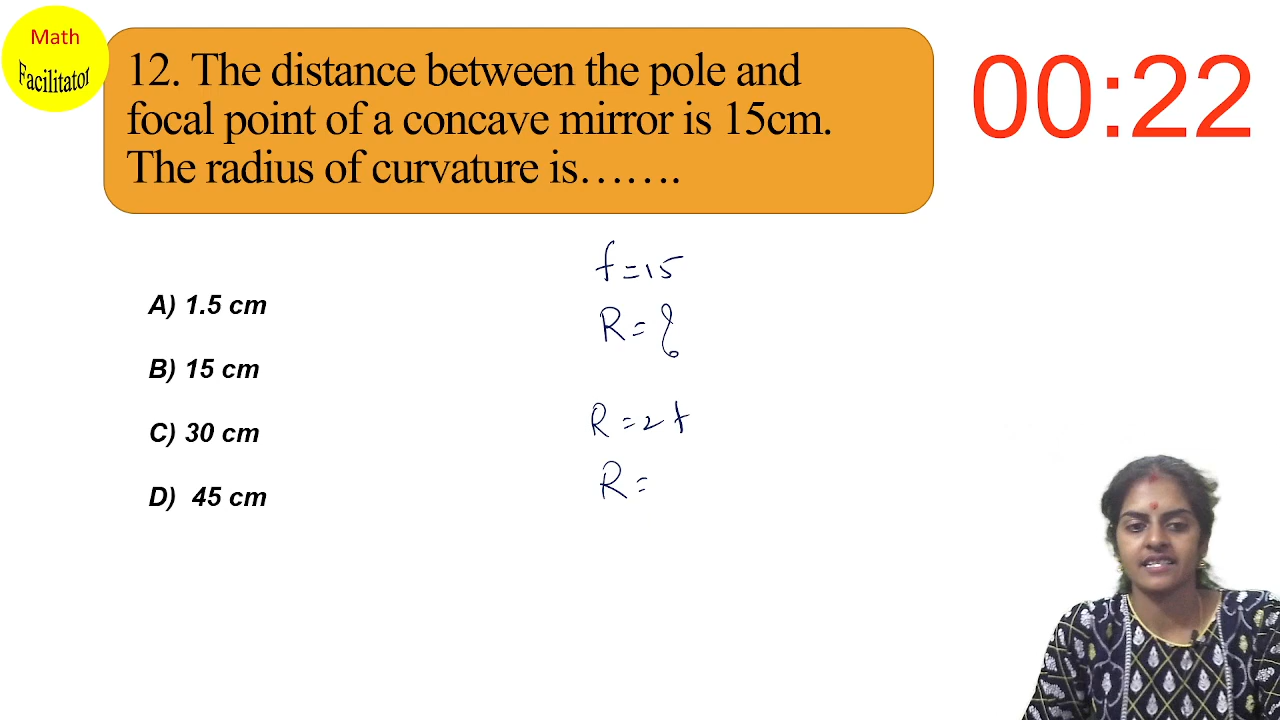 Math
Facilitator
12. The distance between the pole and
focal point of a concave mirror is 15cm.
The radius of curvature is…….
00:22
A) 1.5 cm
B) 15 cm
C) 30 cm
D) 45 cm
f=15
R=?
R=2f
R=